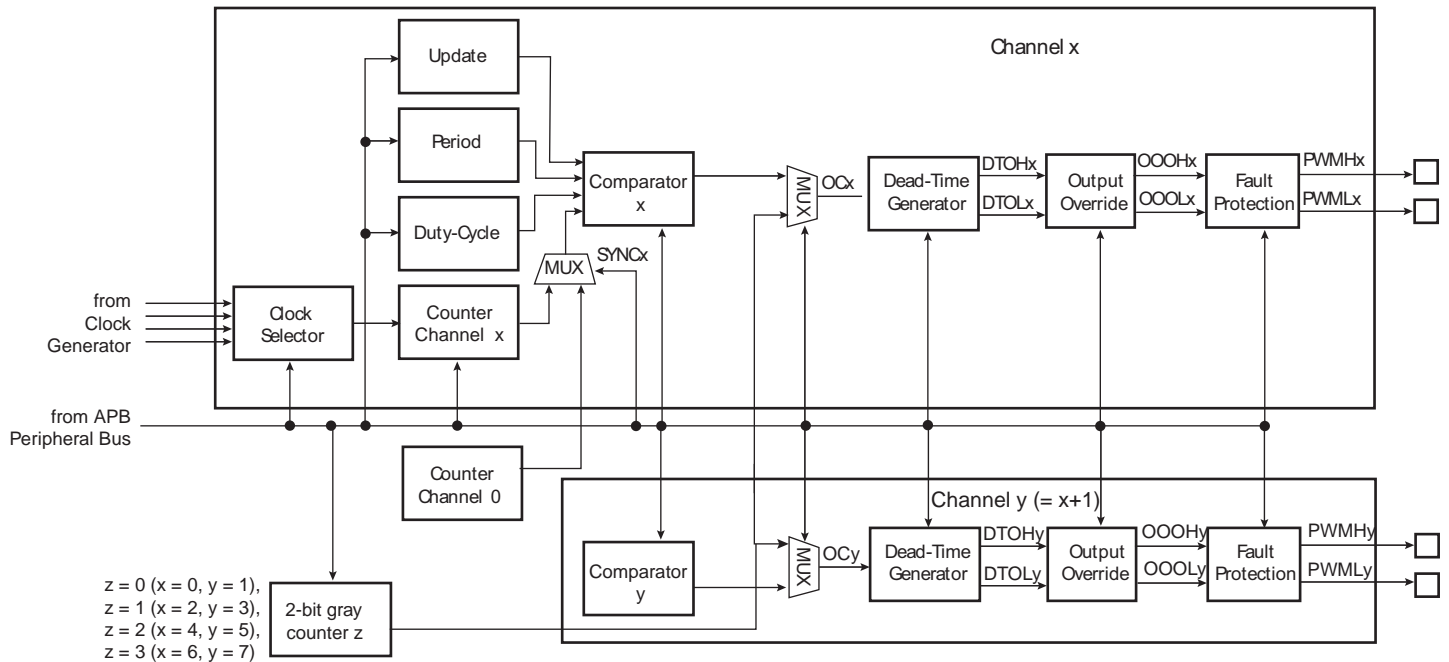 Channel x
Update
Period
Duty-Cycle
Comparator
x
MUX
SYNCx
MUX
OCx
Dead-Time
Generator
DTOHx
DTOLx
Output
Override
OOOHx
OOOLx
Fault
Protection
PWMHx
PWMLx
from
Clock
Generator
Clock
Selector
Counter
Channel x
from APB
Peripheral Bus
Counter
Channel 0
Channel y (= x+1)
Comparator
y
MUX
OCy
Dead-Time
Generator
DTOHy
DTOLy
Output
Override
OOOHy
OOOLy
Fault
Protection
PWMHy
PWMLy
z = 0 (x = 0, y = 1),
z = 1 (x = 2, y = 3),
z = 2 (x = 4, y = 5),
z = 3 (x = 6, y = 7)
2-bit gray
counter z